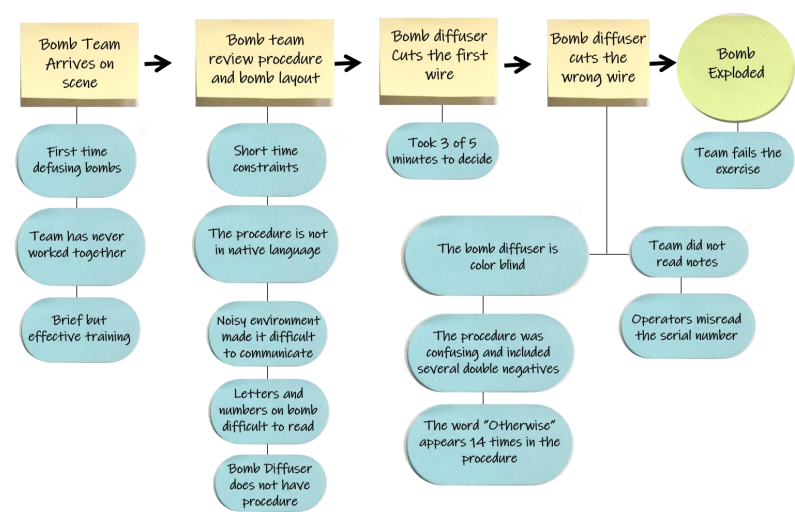 Bomb Team
Arrives on
scene
Bomb team
review procedure
and bomb layout
Bomb diffuser
Cuts the first
wire
Bomb diffuser
cuts the
wrong wire
Bomb
Exploded
First time
defusing bombs
Team has never
worked together
Brief but
effective training
Short time
constraints
The procedure is not
in native language
Noisy environment
made it difficult
to communicate
Letters and
numbers on bomb
difficult to read
Bomb Diffuser
does not have
procedure
Took 3 of 5
minutes to decide
The bomb diffuser is
color blind
The procedure was
confusing and included
several double negatives
The word "Otherwise"
appears 14 times in the
procedure
Team did not
read notes
Operators misread
the serial number
Team fails the
exercise